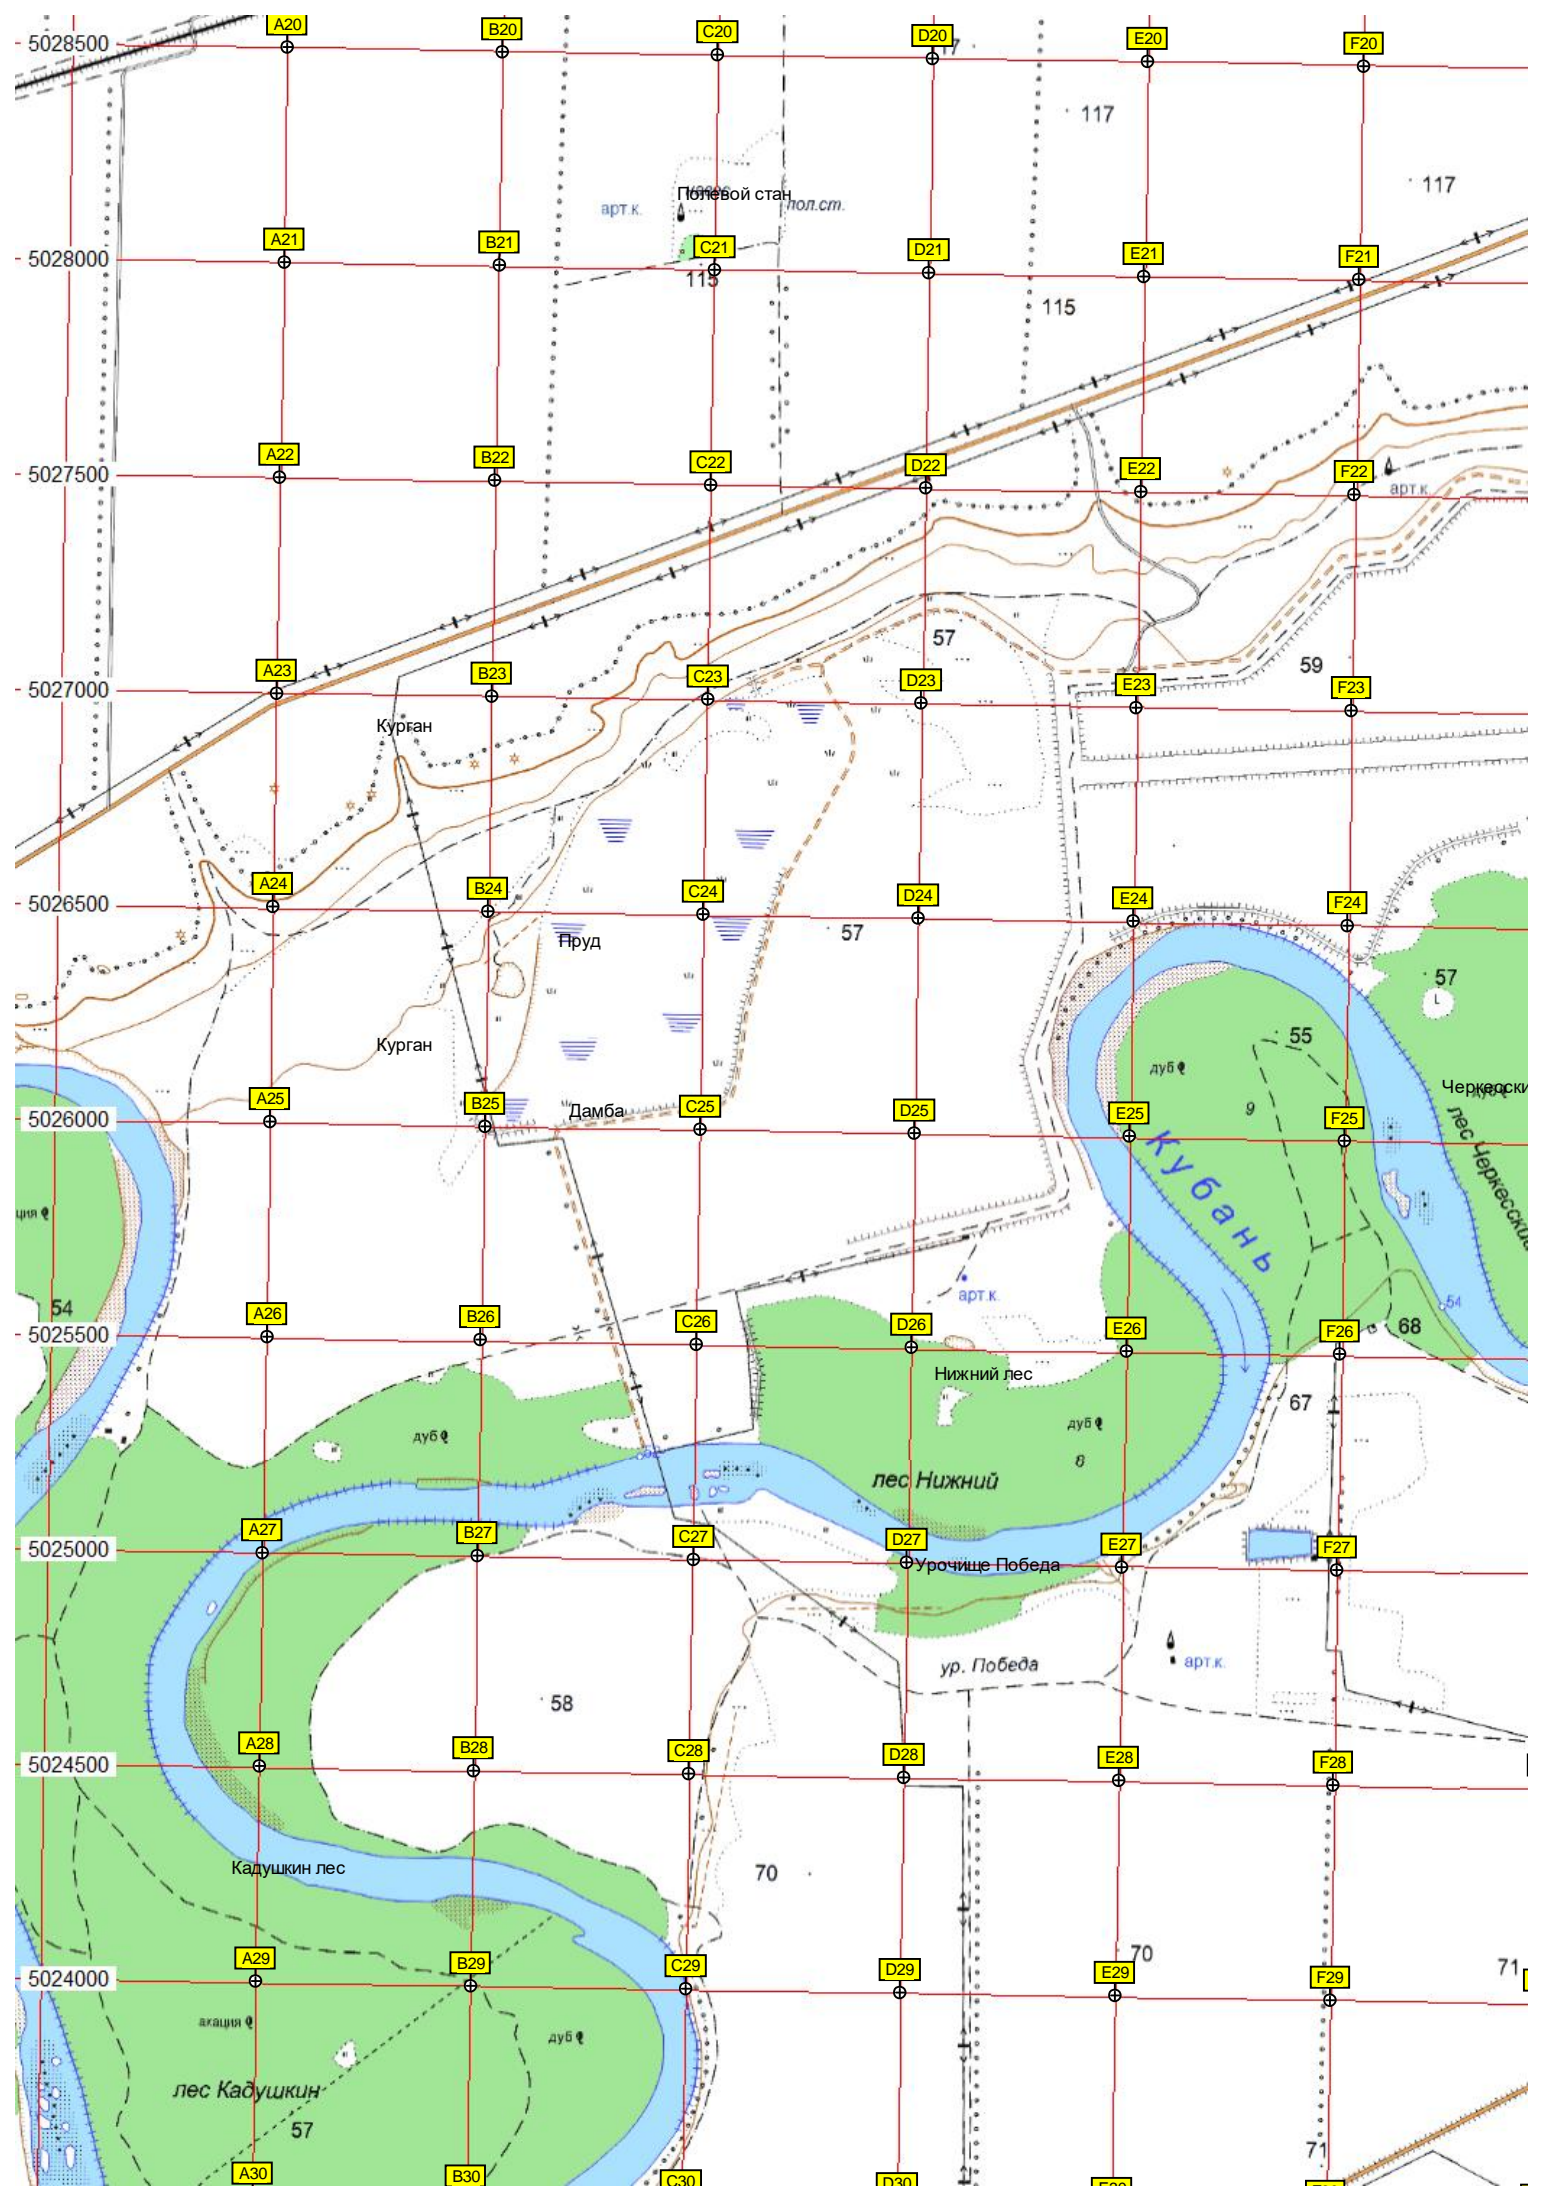 A20
B20
C20
D20
E20
F20
5028500
17
117
117
Полевой стан
арт.к.
пол.ст.
A21
B21
C21
D21
E21
F21
5028000
115
115
A22
B22
C22
D22
E22
F22
5027500
арт.к.
57
59
A23
B23
C23
D23
E23
F23
5027000
Курган
A24
B24
C24
D24
E24
F24
5026500
57
Пруд
57
L
55
Курган
дуб
Черкесски
9
A25
B25
C25
D25
E25
F25
5026000
Дамба
Кубань
лес Черкесский
ция
арт.к.
54
54
A26
B26
C26
D26
E26
F26
5025500
68
Нижний лес
67
дуб
дуб
8
лес Нижний
A27
B27
C27
D27
E27
F27
5025000
Урочище Победа
ур. Победа
арт.к.
58
A28
B28
C28
D28
E28
F28
5024500
Кадушкин лес
70
70
71
A29
B29
C29
D29
E29
F29
5024000
акация
дуб
лес Кадушкин
57
71
A30
B30
C30
D30